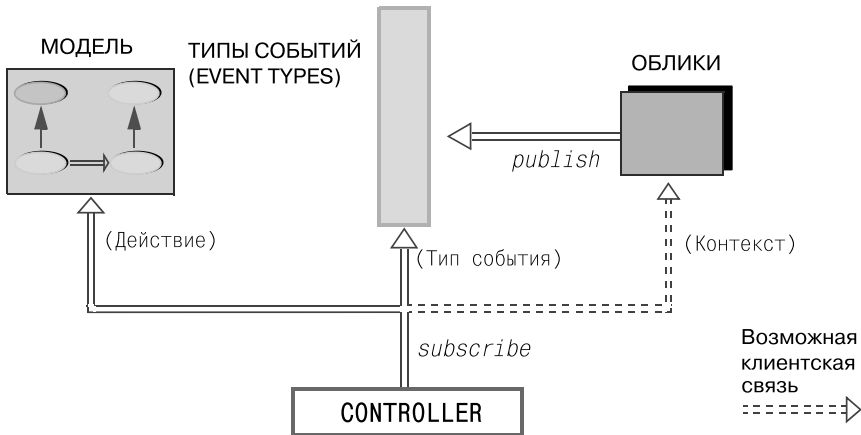 МОДЕЛЬ
ТИПЫ СОБЫТИЙ
(EVENT TYPES)
ОБЛИКИ
publish
(Действие)
(Тип события)
(Контекст)
subscribe
Возможная
клиентская
связь
CONTROLLER